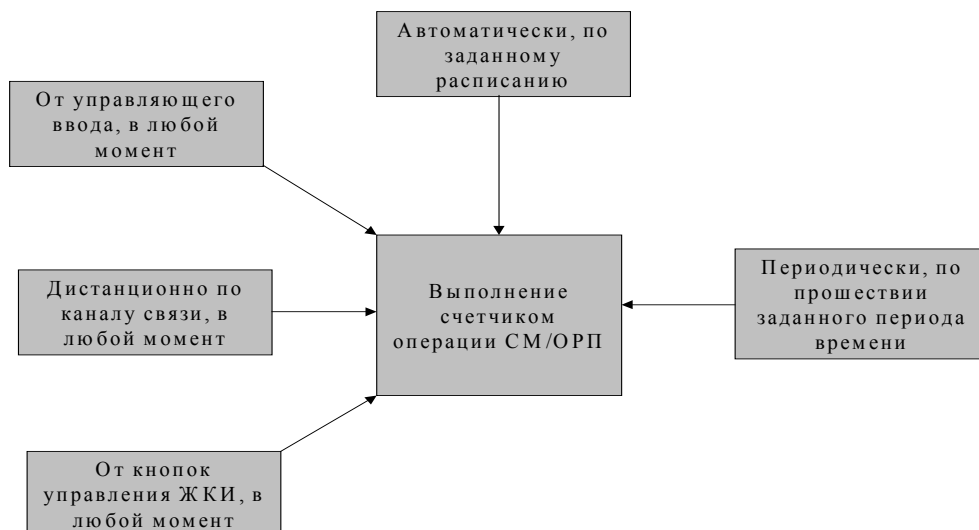 Автоматически, по
заданному
расписанию
От управляющего
ввода, в любой
момент
Дистанционно по
каналу связи, в
любой момент
Выполнение
счетчиком
операции СМ/ОРП
Периодически, по
прошествии
заданного периода
времени
От кнопок
управления ЖКИ, в
любой момент